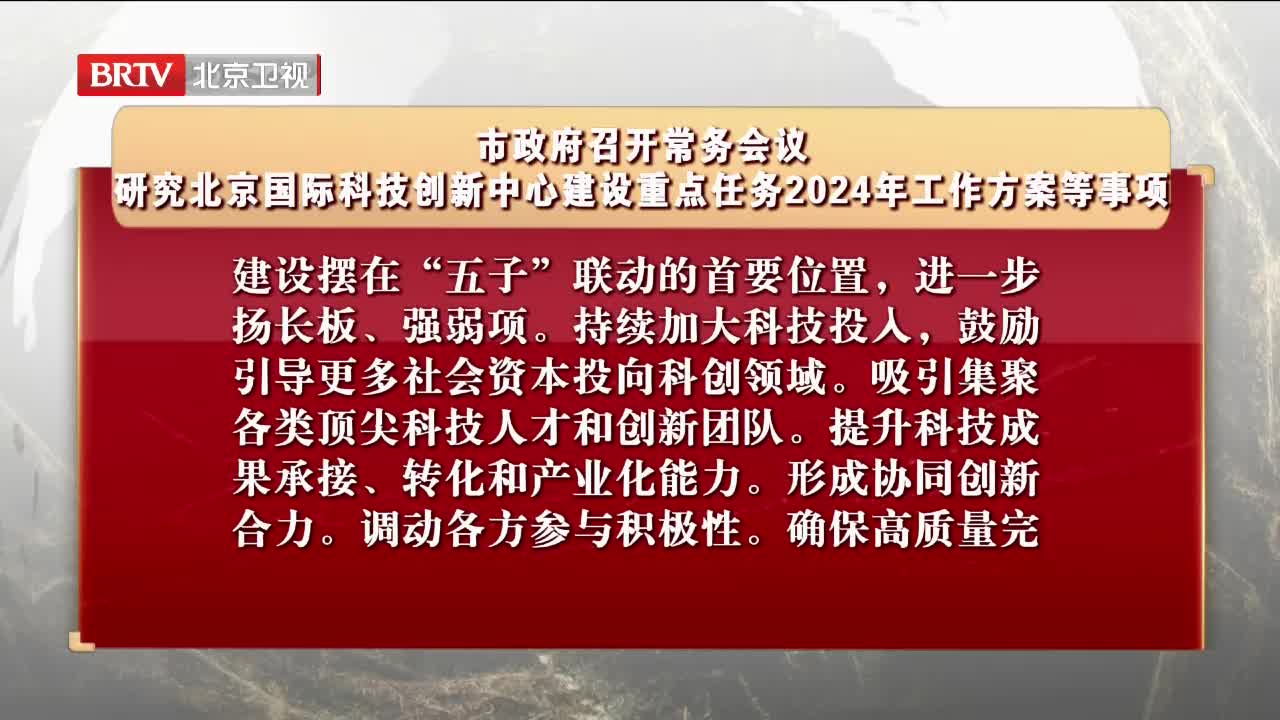 BRTV 北京卫视
市政府召开常务会议
研究北京国际科技创新中心建设重点任务2024年工作方案等事项
建设摆在“五子”联动的首要位置，进一步
扬长板、强弱项。持续加大科技投入，鼓励
引导更多社会资本投向科创领域。吸引集聚
各类顶尖科技人才和创新团队。提升科技成
果承接、转化和产业化能力。形成协同创新
合力。调动各方参与积极性。确保高质量完